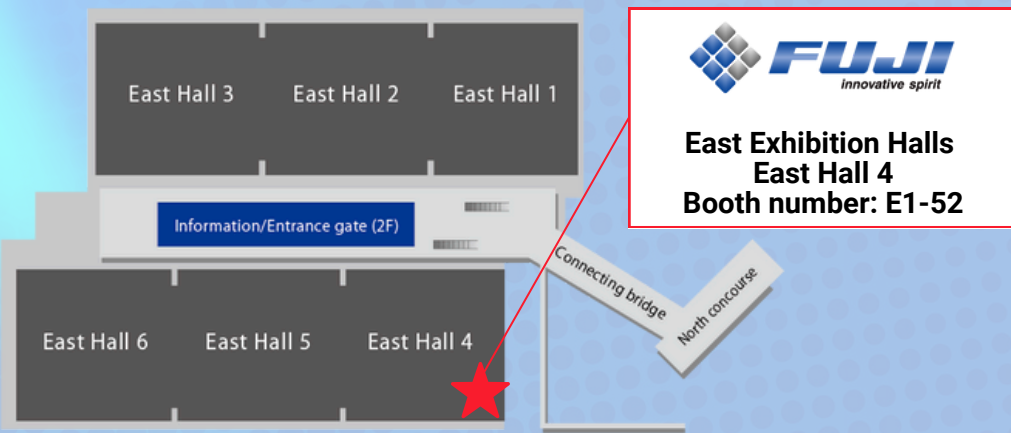 FUJI
innovative spirit
East Exhibition Halls
East Hall 4
Booth number: E1-52
East Hall 3
East Hall 2
East Hall 1
Information/Entrance gate (2F)
Connecting bridge
North concourse
East Hall 6
East Hall 5
East Hall 4